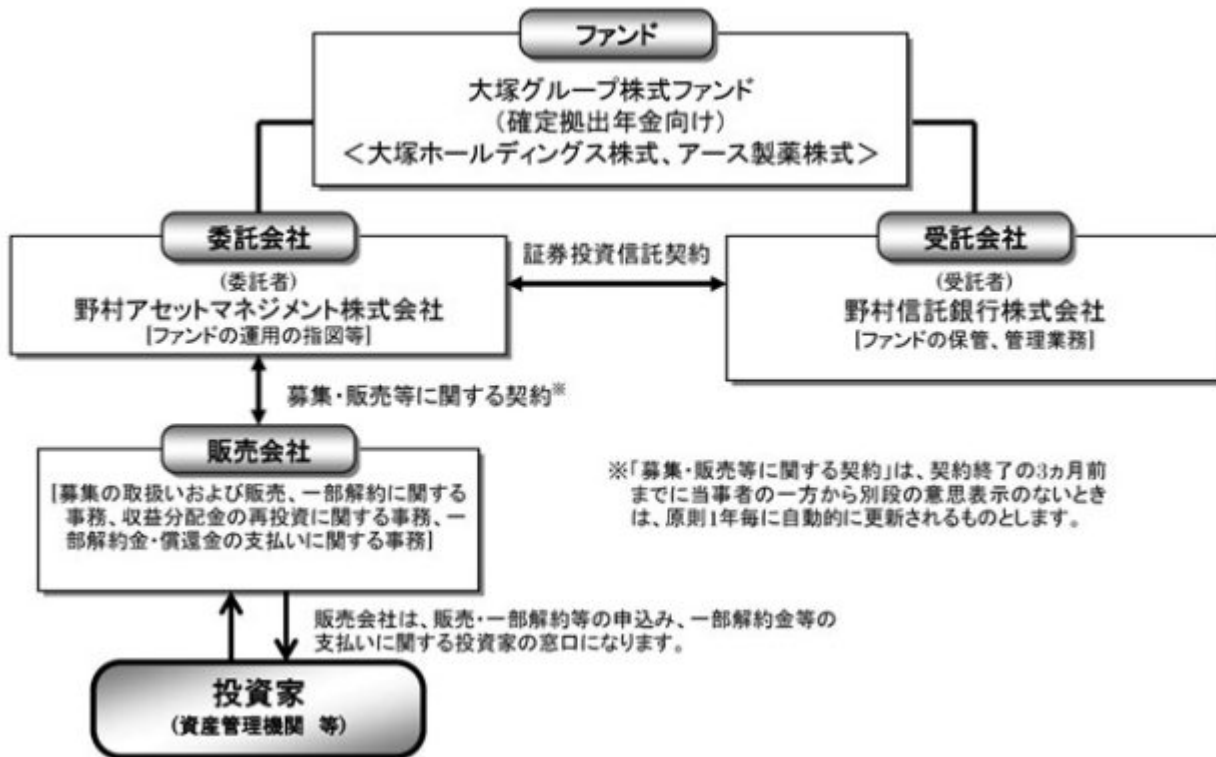 ファンド
大塚グループ株式ファンド
(確定拠出年金向け)
＜大塚ホールディングス株式、アース製薬株式＞
委託会社
(委託者)
野村アセットマネジメント株式会社
[ファンドの運用の指図等]
証券投資信託契約
受託会社
(受託者)
野村信託銀行株式会社
[ファンドの保管、管理業務]
募集・販売等に関する契約※
販売会社
[募集の取扱いおよび販売、一部解約に関する
事務、収益分配金の再投資に関する事務、一
部解約金・償還金の支払いに関する事務]
※「募集・販売等に関する契約」は、契約終了の3ヵ月前
までに当事者の一方から別段の意思表示のないとき
は、原則1年毎に自動的に更新されるものとします。
販売会社は、販売・一部解約等の申込み、一部解約金等の
支払いに関する投資家の窓口になります。
投資家
(資産管理機関 等)